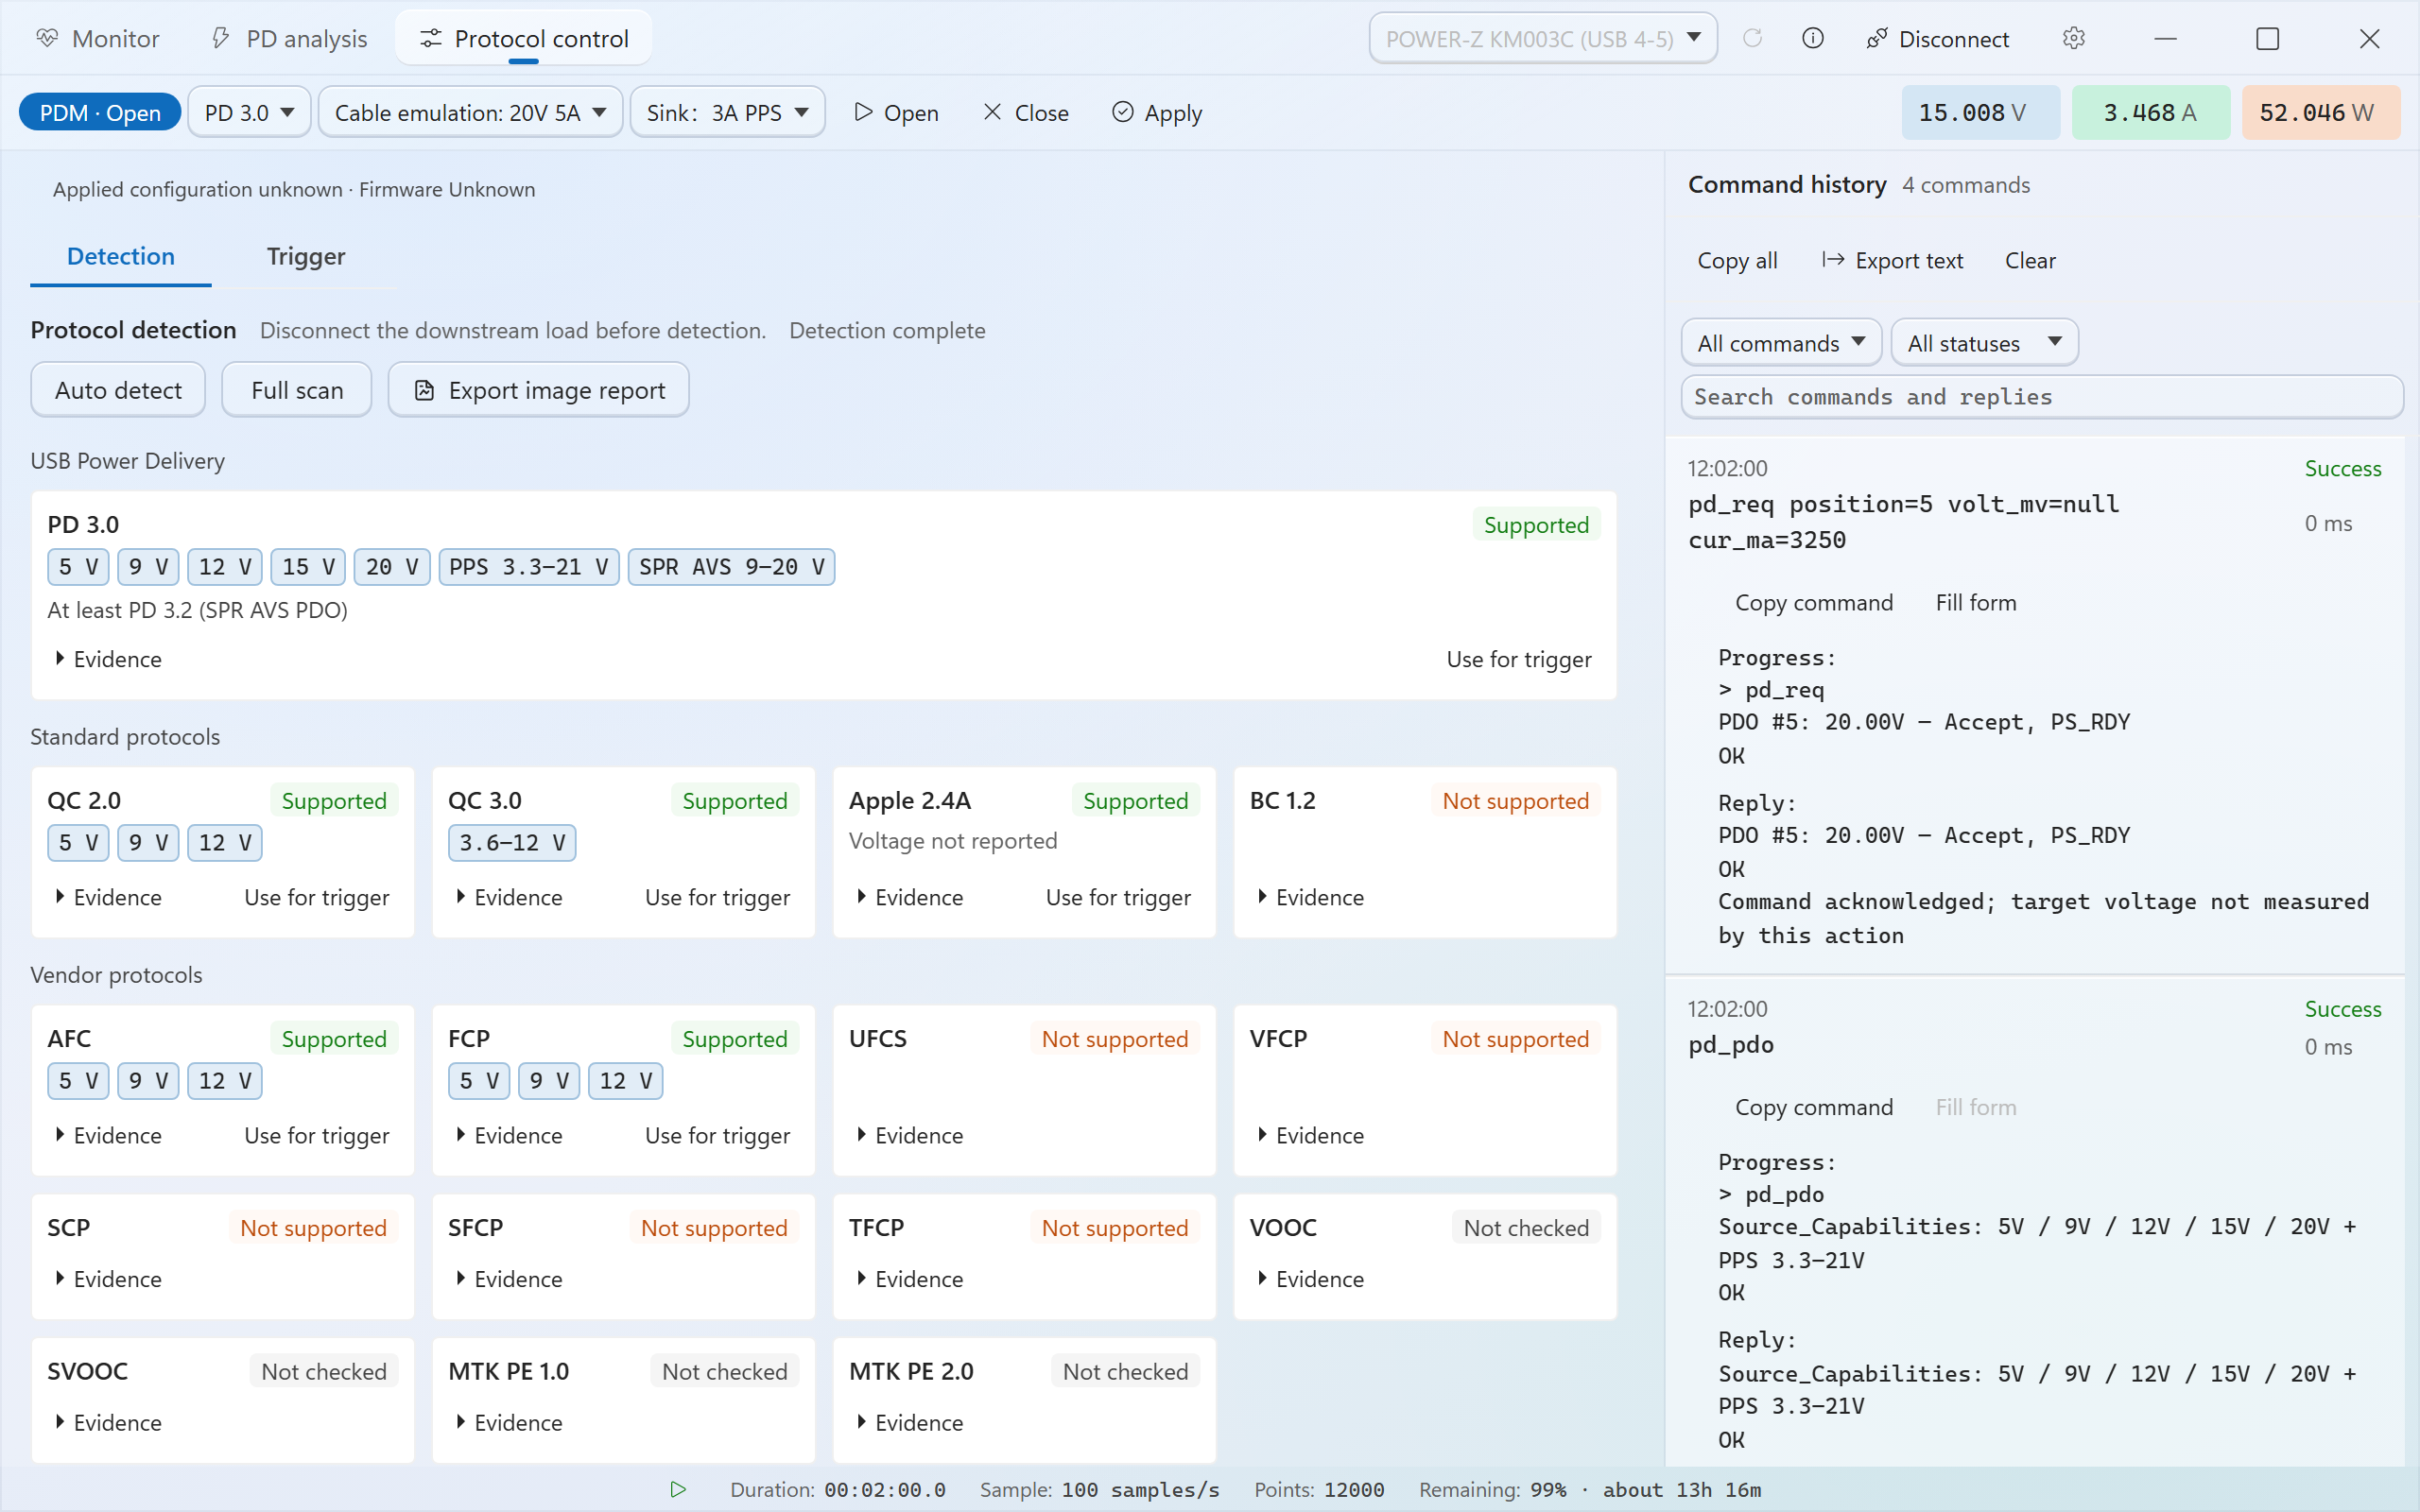 Monitor
PD analysis
Protocol control
POWER-Z KM003C (USB 4-5)
Disconnect
PDM · Open
PD 3.0
Cable emulation: 20V 5A
Sink: 3A PPS
Open
Close
Apply
15.008 V
3.468 A
52.046 W
Applied configuration unknown · Firmware Unknown
Detection
Trigger
Protocol detection
Disconnect the downstream load before detection.
Detection complete
Auto detect
Full scan
Export image report
USB Power Delivery
PD 3.0
Supported
5 V
9 V
12 V
15 V
20 V
PPS 3.3–21 V
SPR AVS 9–20 V
At least PD 3.2 (SPR AVS PDO)
Evidence
Use for trigger
Standard protocols
QC 2.0
Supported
5 V
9 V
12 V
Evidence
Use for trigger
QC 3.0
Supported
3.6–12 V
Evidence
Use for trigger
Apple 2.4A
Supported
Voltage not reported
Evidence
Use for trigger
BC 1.2
Not supported
Evidence
Vendor protocols
AFC
Supported
5 V
9 V
12 V
Evidence
Use for trigger
FCP
Supported
5 V
9 V
12 V
Evidence
Use for trigger
UFCS
Not supported
Evidence
VFCP
Not supported
Evidence
SCP
Not supported
Evidence
SFCP
Not supported
Evidence
TFCP
Not supported
Evidence
VOOC
Not checked
Evidence
SVOOC
Not checked
Evidence
MTK PE 1.0
Not checked
Evidence
MTK PE 2.0
Not checked
Evidence
Command history
4 commands
Copy all
Export text
Clear
All commands
All statuses
Search commands and replies
12:02:00
Success
pd_req position=5 volt_mv=null
cur_ma=3250
0 ms
Copy command
Fill form
Progress:
> pd_req
PDO #5: 20.00V — Accept, PS_RDY
OK
Reply:
PDO #5: 20.00V — Accept, PS_RDY
OK
Command acknowledged; target voltage not measured
by this action
12:02:00
Success
pd_pdo
0 ms
Copy command
Fill form
Progress:
> pd_pdo
Source_Capabilities: 5V / 9V / 12V / 15V / 20V +
PPS 3.3–21V
OK
Reply:
Source_Capabilities: 5V / 9V / 12V / 15V / 20V +
PPS 3.3–21V
OK
Duration: 00:02:00.0
Sample: 100 samples/s
Points: 12000
Remaining: 99% · about 13h 16m